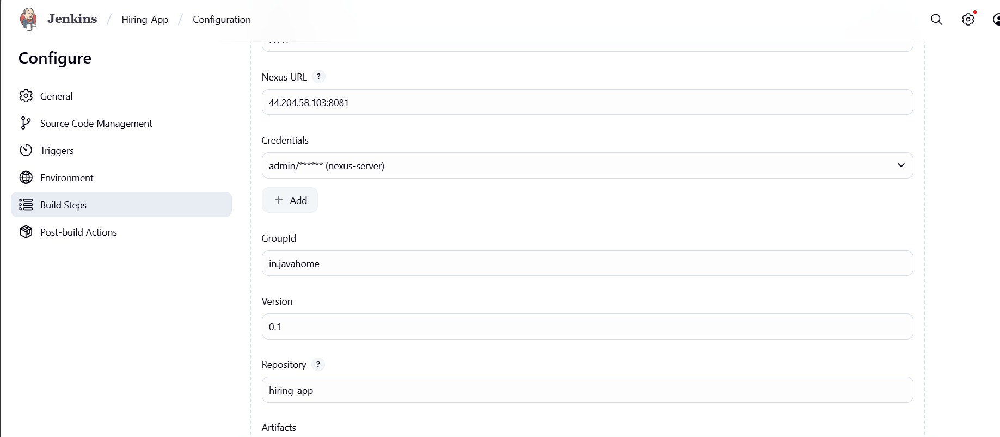 Jenkins / Hiring-App / Configuration
Configure
General
Source Code Management
Triggers
Environment
Build Steps
Post-build Actions
Nexus URL ?
44.204.58.103:8081
Credentials
admin/****** (nexus-server)
+ Add
GroupId
in.javahome
Version
0.1
Repository ?
hiring-app
Artifacts